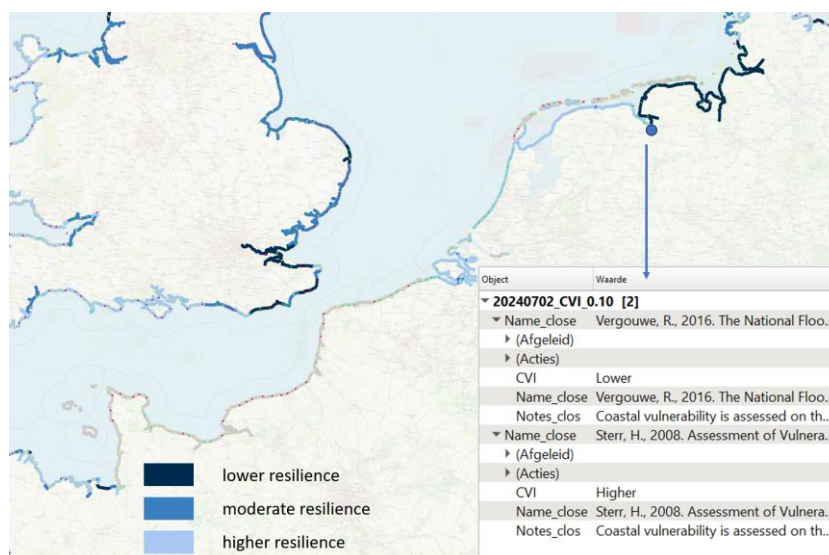 Object Waarde
20240702_CVI_0.10 [2]
Name_close Vergouwe, R., 2016. The National Floo...
(Afgeleid)
(Acties)
CVI Lower
Name_close Vergouwe, R., 2016. The National Floo...
Notes_clos Coastal vulnerability is assessed on th...
Name_close Sterr, H., 2008. Assessment of Vulnera...
(Afgeleid)
(Acties)
CVI Higher
Name_close Sterr, H., 2008. Assessment of Vulnera...
Notes_clos Coastal vulnerability is assessed on th...
lower resilience
moderate resilience
higher resilience